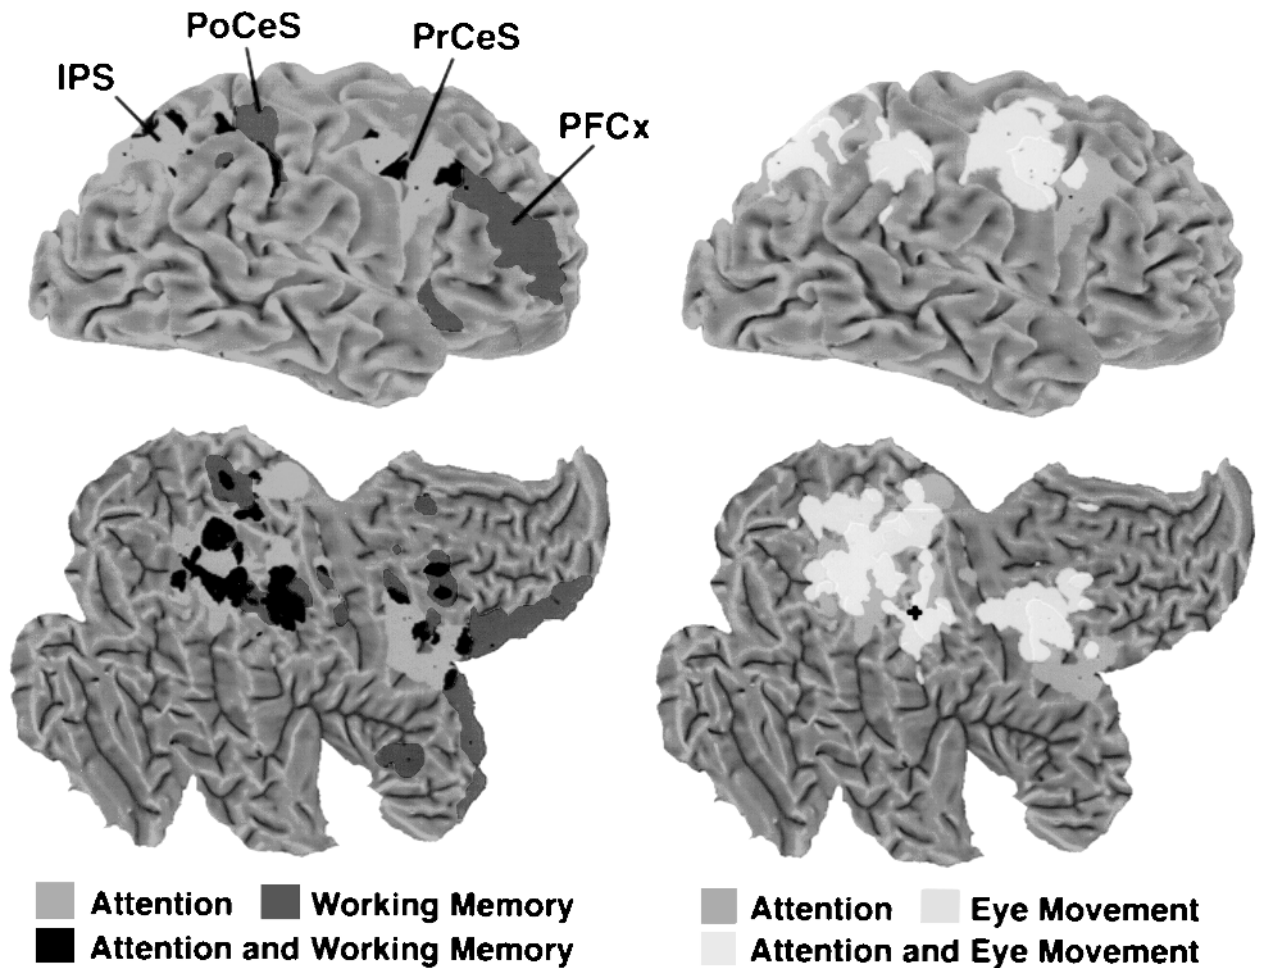 PoCeS
PrCeS
IPS
PFCx
Attention
Working Memory
Attention and Working Memory
Attention
Eye Movement
Attention and Eye Movement